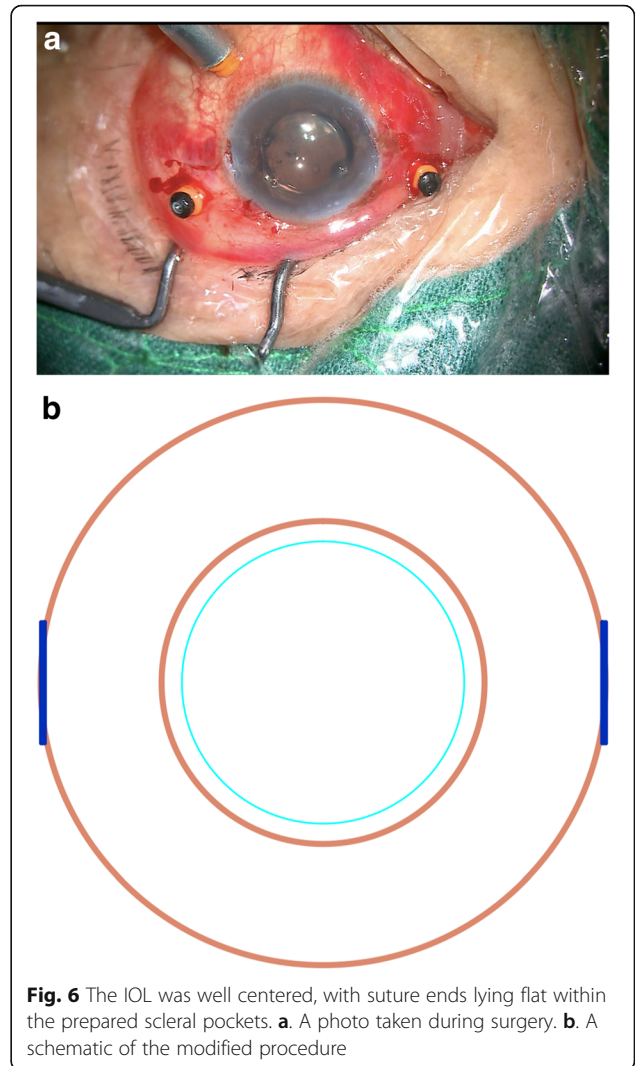 a
b
Fig. 6 The IOL was well centered, with suture ends lying flat within
the prepared scleral pockets. a. A photo taken during surgery. b. A
schematic of the modified procedure